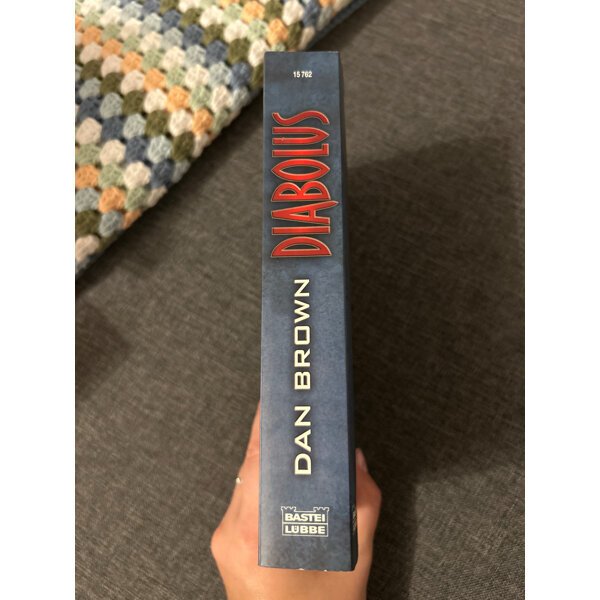 15 762
DIABOLUS
DAN BROWN
BASTEI
LÜBBE